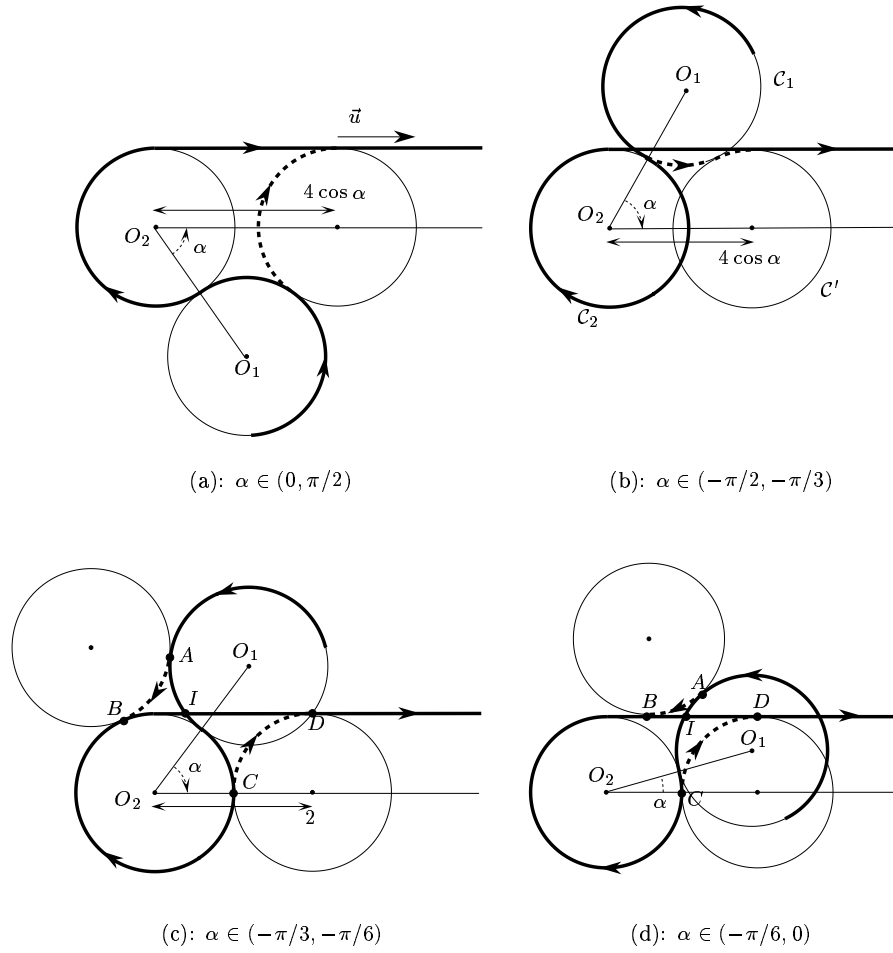 $\vec{u}$
4 cos α
O₂
α
O₁
(a): α ∈ (0, π/2)
O₁
𝒞₁
α
O₂
4 cos α
𝒞′
𝒞₂
(b): α ∈ (−π/2, −π/3)
A
O₁
B
I
D
α
C
O₂
2
(c): α ∈ (−π/3, −π/6)
A
B
D
I
O₁
O₂
α
C
(d): α ∈ (−π/6, 0)